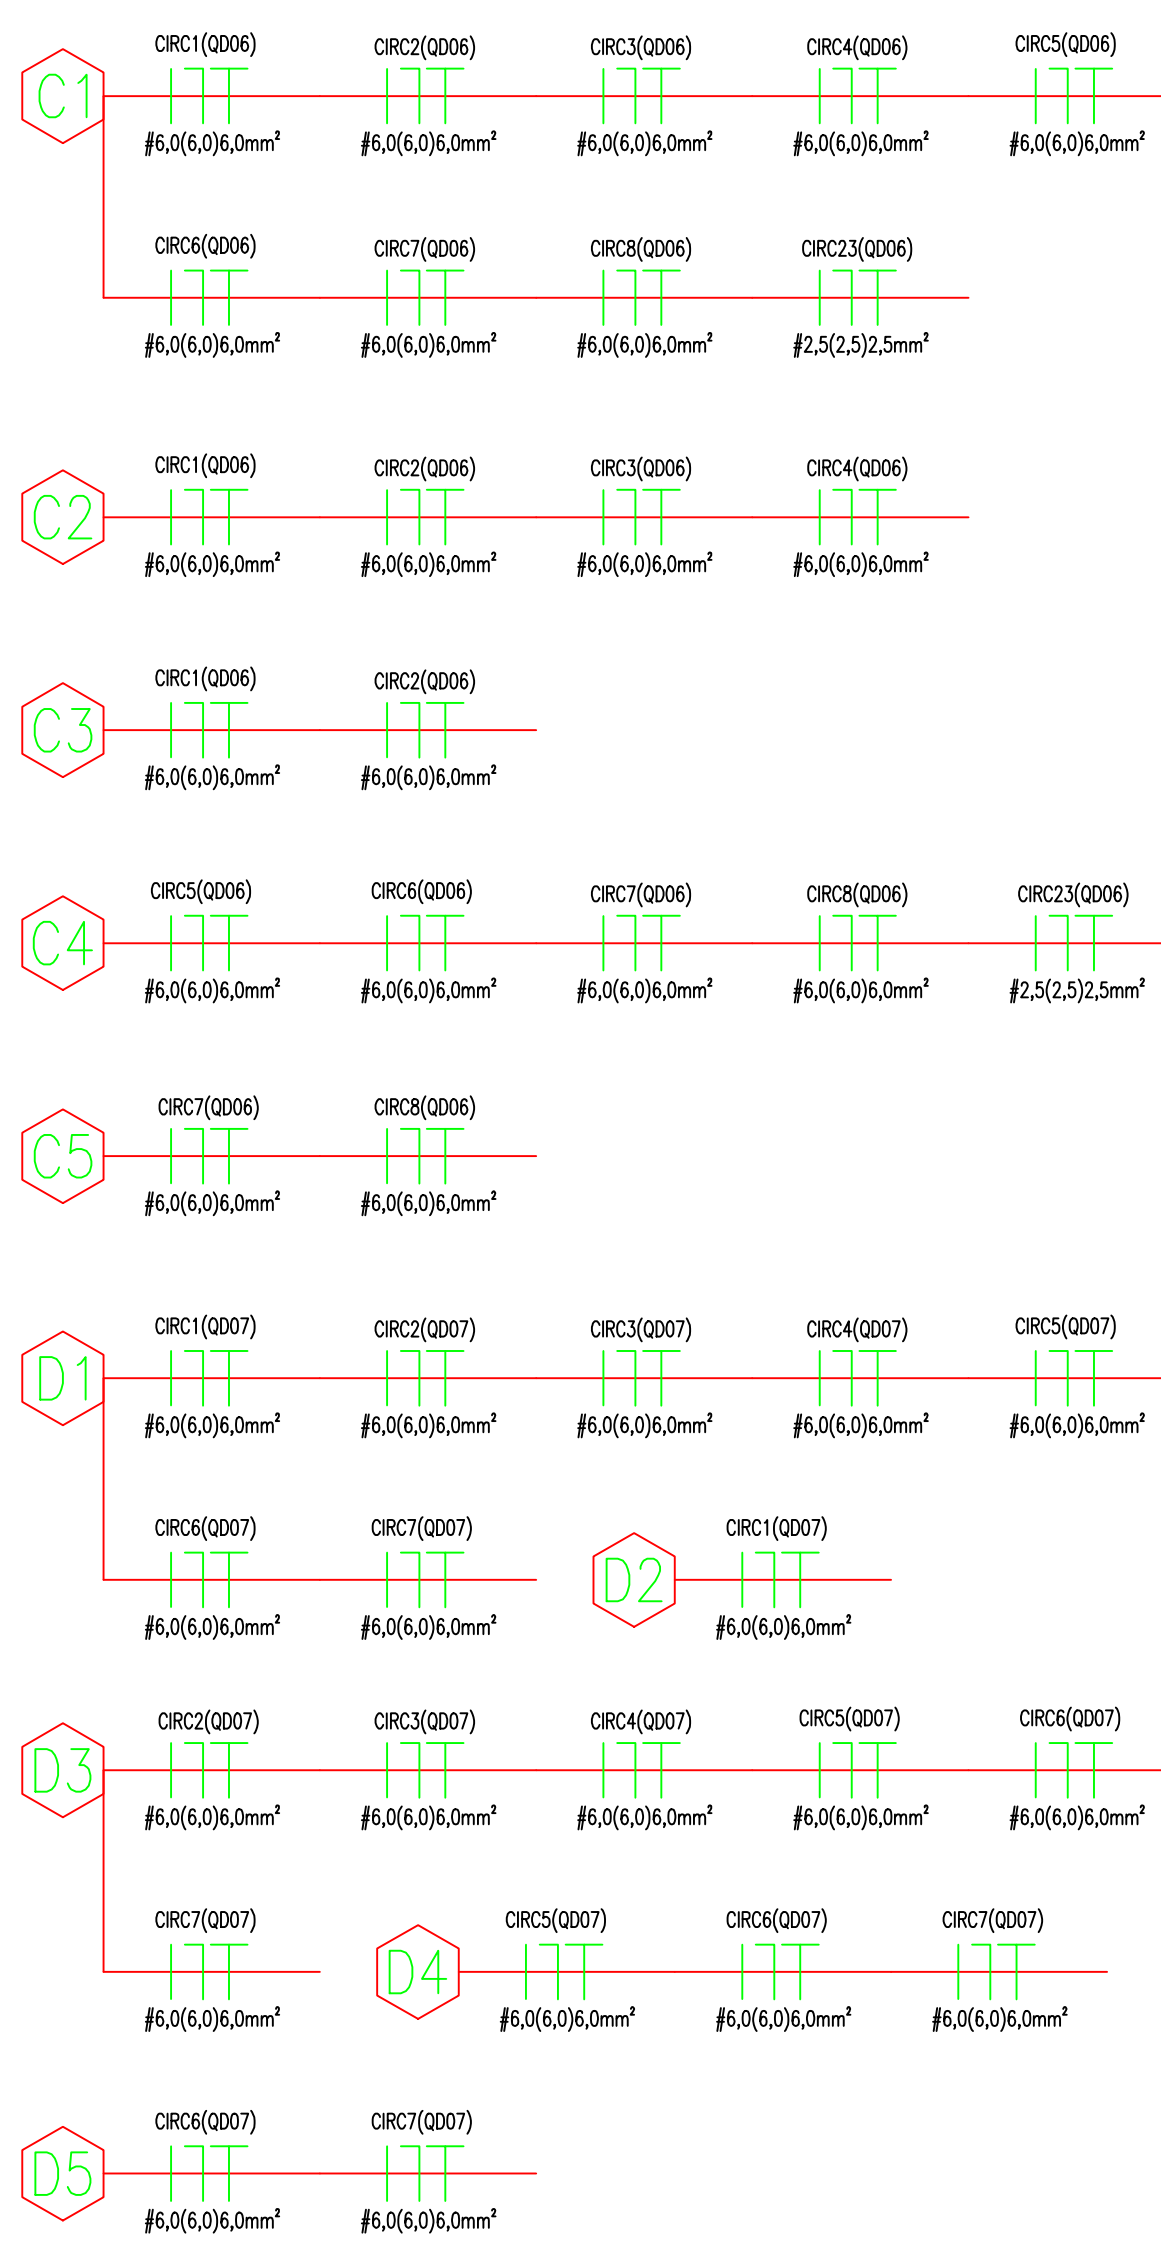 CIRC1(QD06) CIRC2(QD06) CIRC3(QD06) CIRC4(QD06) CIRC5(QD06)
C1
#6,0(6,0)6,0mm² #6,0(6,0)6,0mm² #6,0(6,0)6,0mm² #6,0(6,0)6,0mm² #6,0(6,0)6,0mm²
CIRC6(QD06) CIRC7(QD06) CIRC8(QD06) CIRC23(QD06)
#6,0(6,0)6,0mm² #6,0(6,0)6,0mm² #6,0(6,0)6,0mm² #2,5(2,5)2,5mm²
CIRC1(QD06) CIRC2(QD06) CIRC3(QD06) CIRC4(QD06)
C2
#6,0(6,0)6,0mm² #6,0(6,0)6,0mm² #6,0(6,0)6,0mm² #6,0(6,0)6,0mm²
CIRC1(QD06) CIRC2(QD06)
C3
#6,0(6,0)6,0mm² #6,0(6,0)6,0mm²
CIRC5(QD06) CIRC6(QD06) CIRC7(QD06) CIRC8(QD06) CIRC23(QD06)
C4
#6,0(6,0)6,0mm² #6,0(6,0)6,0mm² #6,0(6,0)6,0mm² #6,0(6,0)6,0mm² #2,5(2,5)2,5mm²
CIRC7(QD06) CIRC8(QD06)
C5
#6,0(6,0)6,0mm² #6,0(6,0)6,0mm²
CIRC1(QD07) CIRC2(QD07) CIRC3(QD07) CIRC4(QD07) CIRC5(QD07)
D1
#6,0(6,0)6,0mm² #6,0(6,0)6,0mm² #6,0(6,0)6,0mm² #6,0(6,0)6,0mm² #6,0(6,0)6,0mm²
CIRC6(QD07) CIRC7(QD07) CIRC1(QD07)
D2
#6,0(6,0)6,0mm² #6,0(6,0)6,0mm² #6,0(6,0)6,0mm²
CIRC2(QD07) CIRC3(QD07) CIRC4(QD07) CIRC5(QD07) CIRC6(QD07)
D3
#6,0(6,0)6,0mm² #6,0(6,0)6,0mm² #6,0(6,0)6,0mm² #6,0(6,0)6,0mm² #6,0(6,0)6,0mm²
CIRC7(QD07) CIRC5(QD07) CIRC6(QD07) CIRC7(QD07)
D4
#6,0(6,0)6,0mm² #6,0(6,0)6,0mm² #6,0(6,0)6,0mm² #6,0(6,0)6,0mm²
CIRC6(QD07) CIRC7(QD07)
D5
#6,0(6,0)6,0mm² #6,0(6,0)6,0mm²